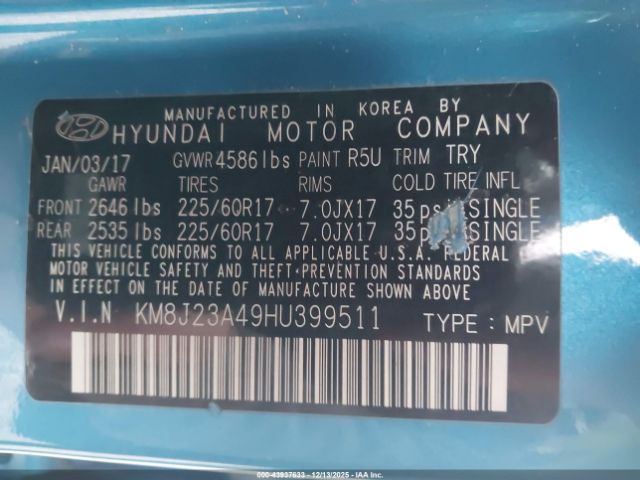 MANUFACTURED IN KOREA BY
HYUNDAI MOTOR COMPANY
JAN/03/17 GVWR 4586 lbs PAINT R5U TRIM TRY
GAWR TIRES RIMS COLD TIRE INFL
FRONT 2646 lbs 225/60R17 7.0JX17 35 psi, SINGLE
REAR 2535 lbs 225/60R17 7.0JX17 35 psi, SINGLE
THIS VEHICLE CONFORMS TO ALL APPLICABLE U.S.A. FEDERAL
MOTOR VEHICLE SAFETY AND THEFT·PREVENTION STANDARDS
IN EFFECT ON THE DATE OF MANUFACTURE SHOWN ABOVE.
V.I.N KM8J23A49HU399511 TYPE : MPV
000-43937633 - 12/13/2025 - IAAI.COM